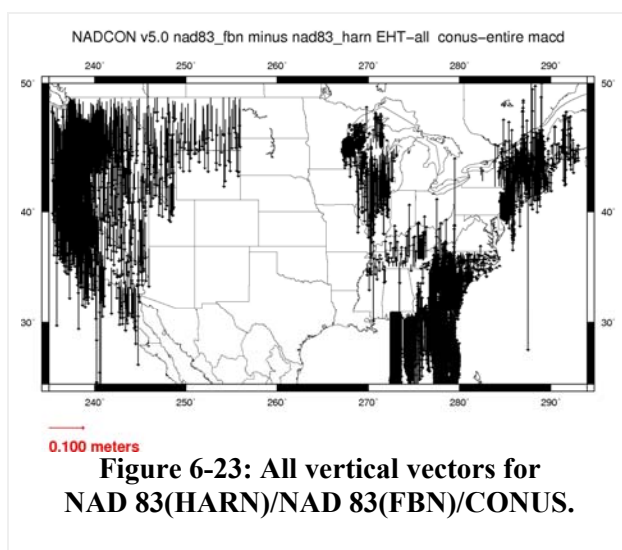 NADCON v5.0 nad83_fbn minus nad83_harn EHT-all conus-entire macd
240° 250° 260° 270° 280° 290°
50° 50°
40° 40°
30° 30°
240° 250° 260° 270° 280° 290°
0.100 meters
Figure 6-23: All vertical vectors for
NAD 83(HARN)/NAD 83(FBN)/CONUS.